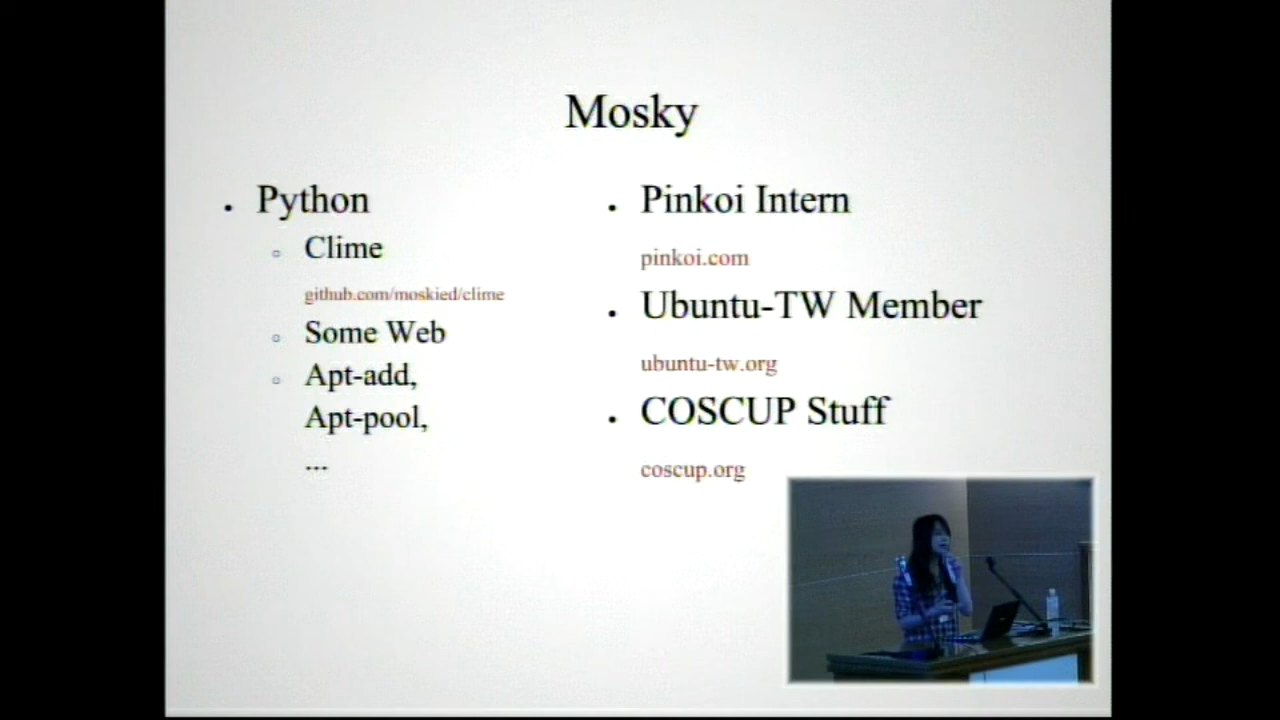 Mosky
Python
Clime
github.com/moskied/clime
Some Web
Apt-add,
Apt-pool,
...
Pinkoi Intern
pinkoi.com
Ubuntu-TW Member
ubuntu-tw.org
COSCUP Stuff
coscup.org